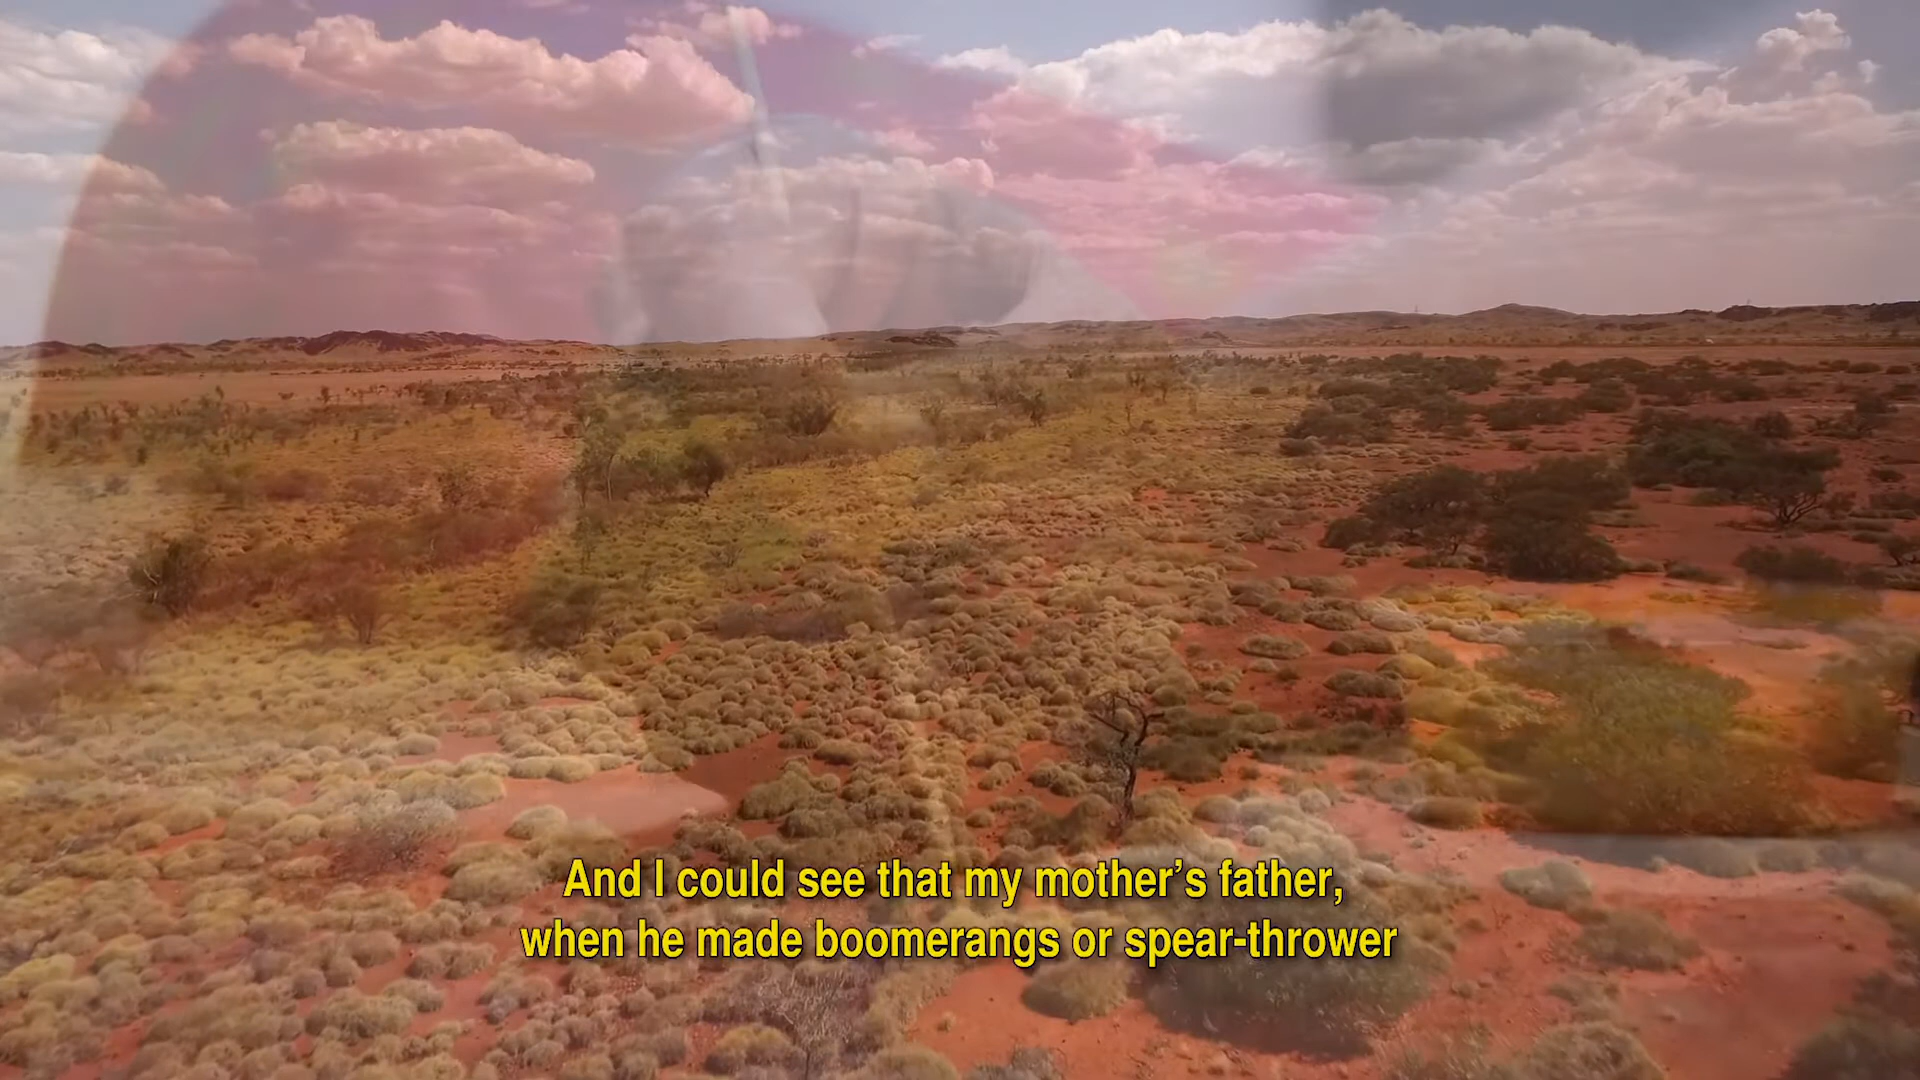 And I could see that my mother’s father,
when he made boomerangs or spear-thrower